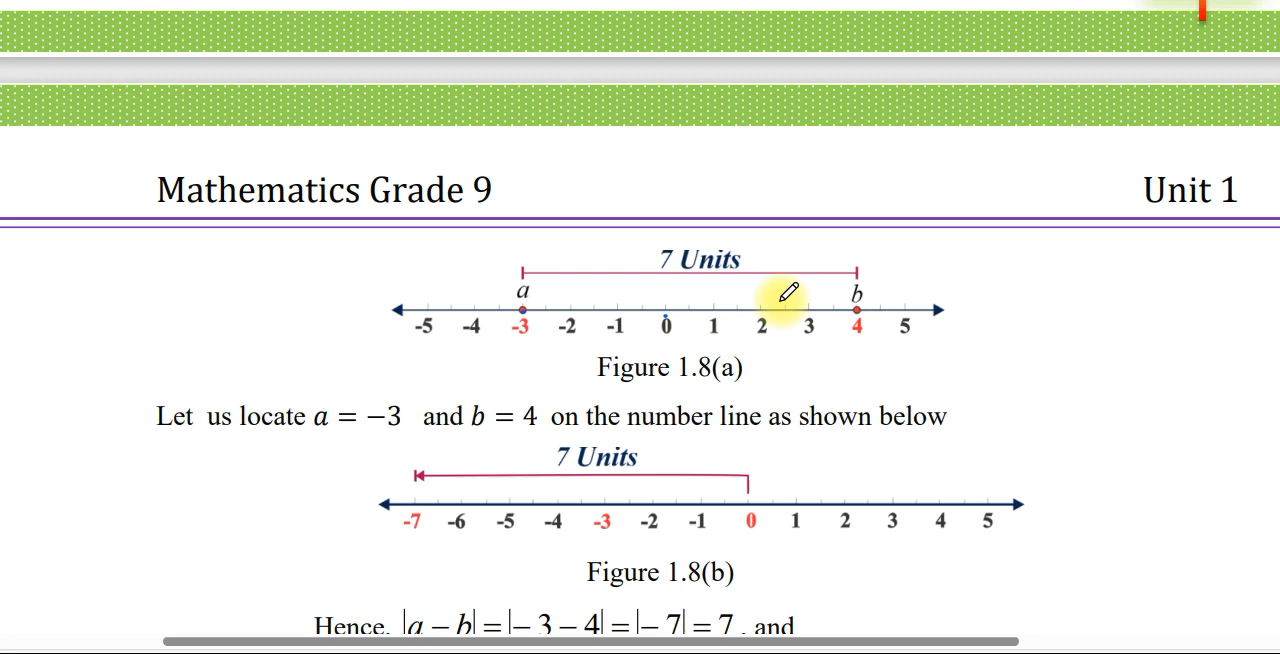 Mathematics Grade 9 Unit 1
7 Units
a b
-5 -4 -3 -2 -1 0 1 2 3 4 5
Figure 1.8(a)
Let us locate a = −3 and b = 4 on the number line as shown below
7 Units
-7 -6 -5 -4 -3 -2 -1 0 1 2 3 4 5
Figure 1.8(b)
Hence, |a − b| = |− 3 − 4| = |− 7| = 7 , and